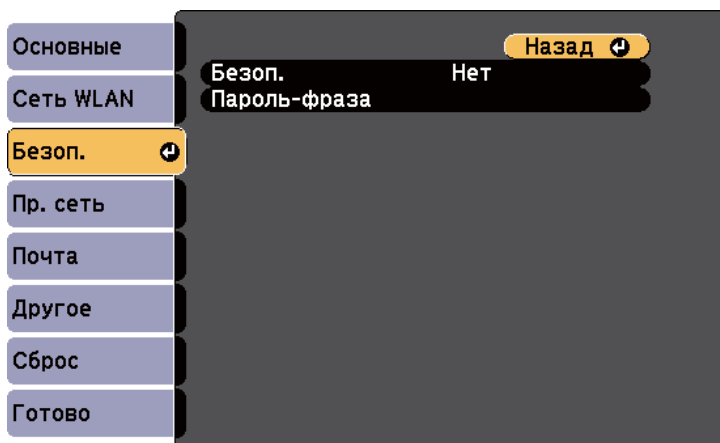 Основные
Сеть WLAN
Безоп.
Пр. сеть
Почта
Другое
Сброс
Готово
Назад
Безоп. Нет
Пароль-фраза